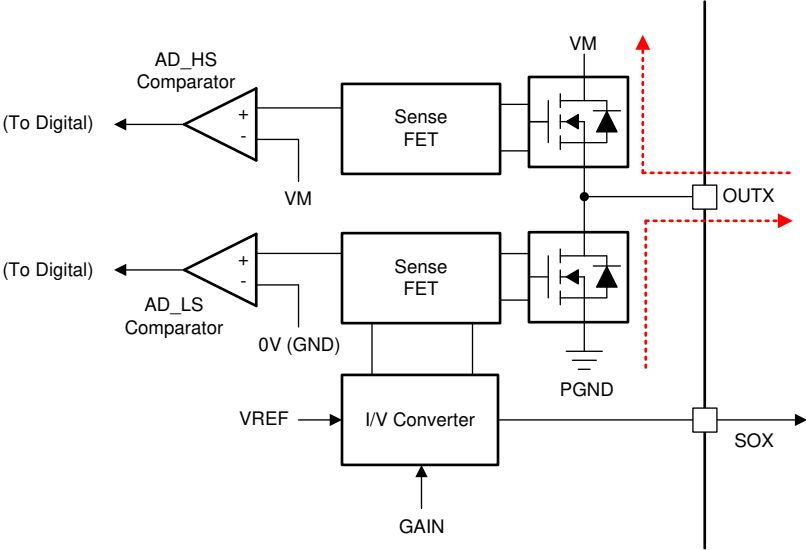 VM
AD_HS
Comparator
(To Digital)
+
-
Sense
FET
VM
OUTX
(To Digital)
+
-
Sense
FET
AD_LS
Comparator
0V (GND)
PGND
VREF
I/V Converter
SOX
GAIN